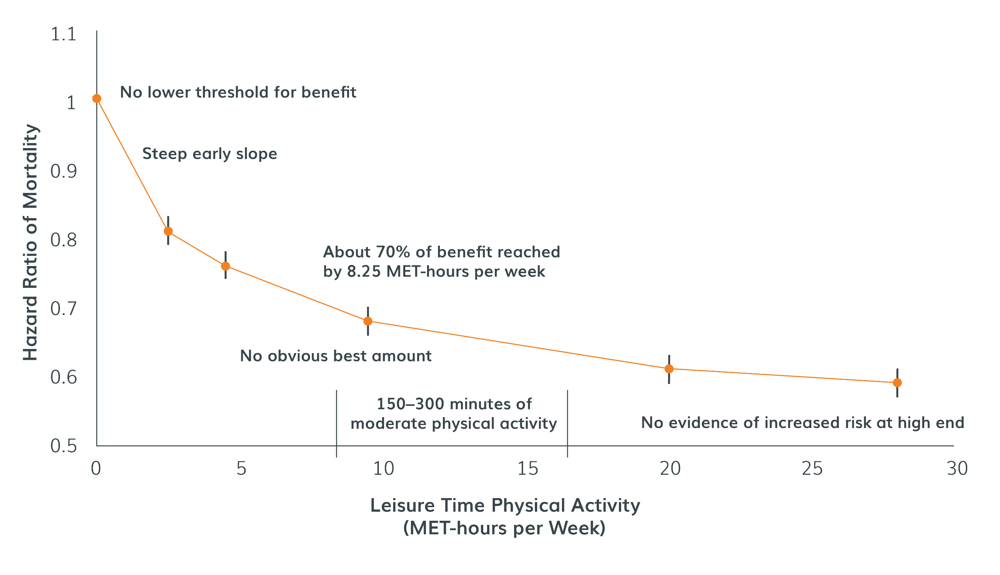 1.1
No lower threshold for benefit
1
Steep early slope
0.9
Hazard Ratio of Mortality
0.8
About 70% of benefit reached
by 8.25 MET-hours per week
0.7
No obvious best amount
0.6
150–300 minutes of
moderate physical activity
No evidence of increased risk at high end
0.5
0 5 10 15 20 25 30
Leisure Time Physical Activity
(MET-hours per Week)